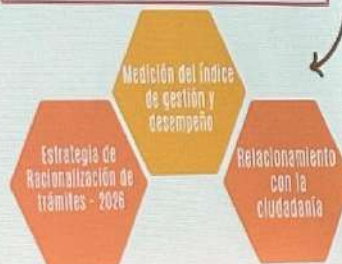 Medición del índice
de gestión y
desempeño
Estrategia de
Racionalización de
trámites - 2026
Relacionamiento
con la
ciudadanía